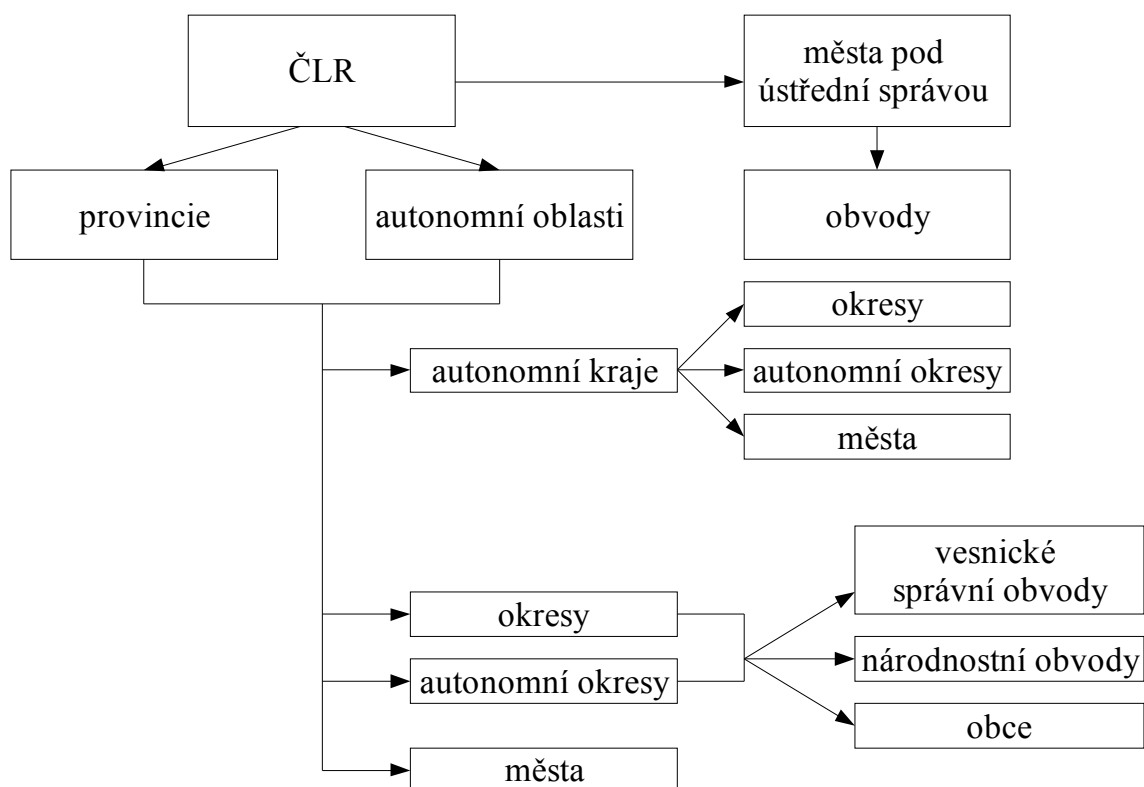 ČLR
města pod
ústřední správou
provincie
autonomní oblasti
obvody
okresy
autonomní kraje
autonomní okresy
města
vesnické
správní obvody
okresy
národnostní obvody
autonomní okresy
obce
města